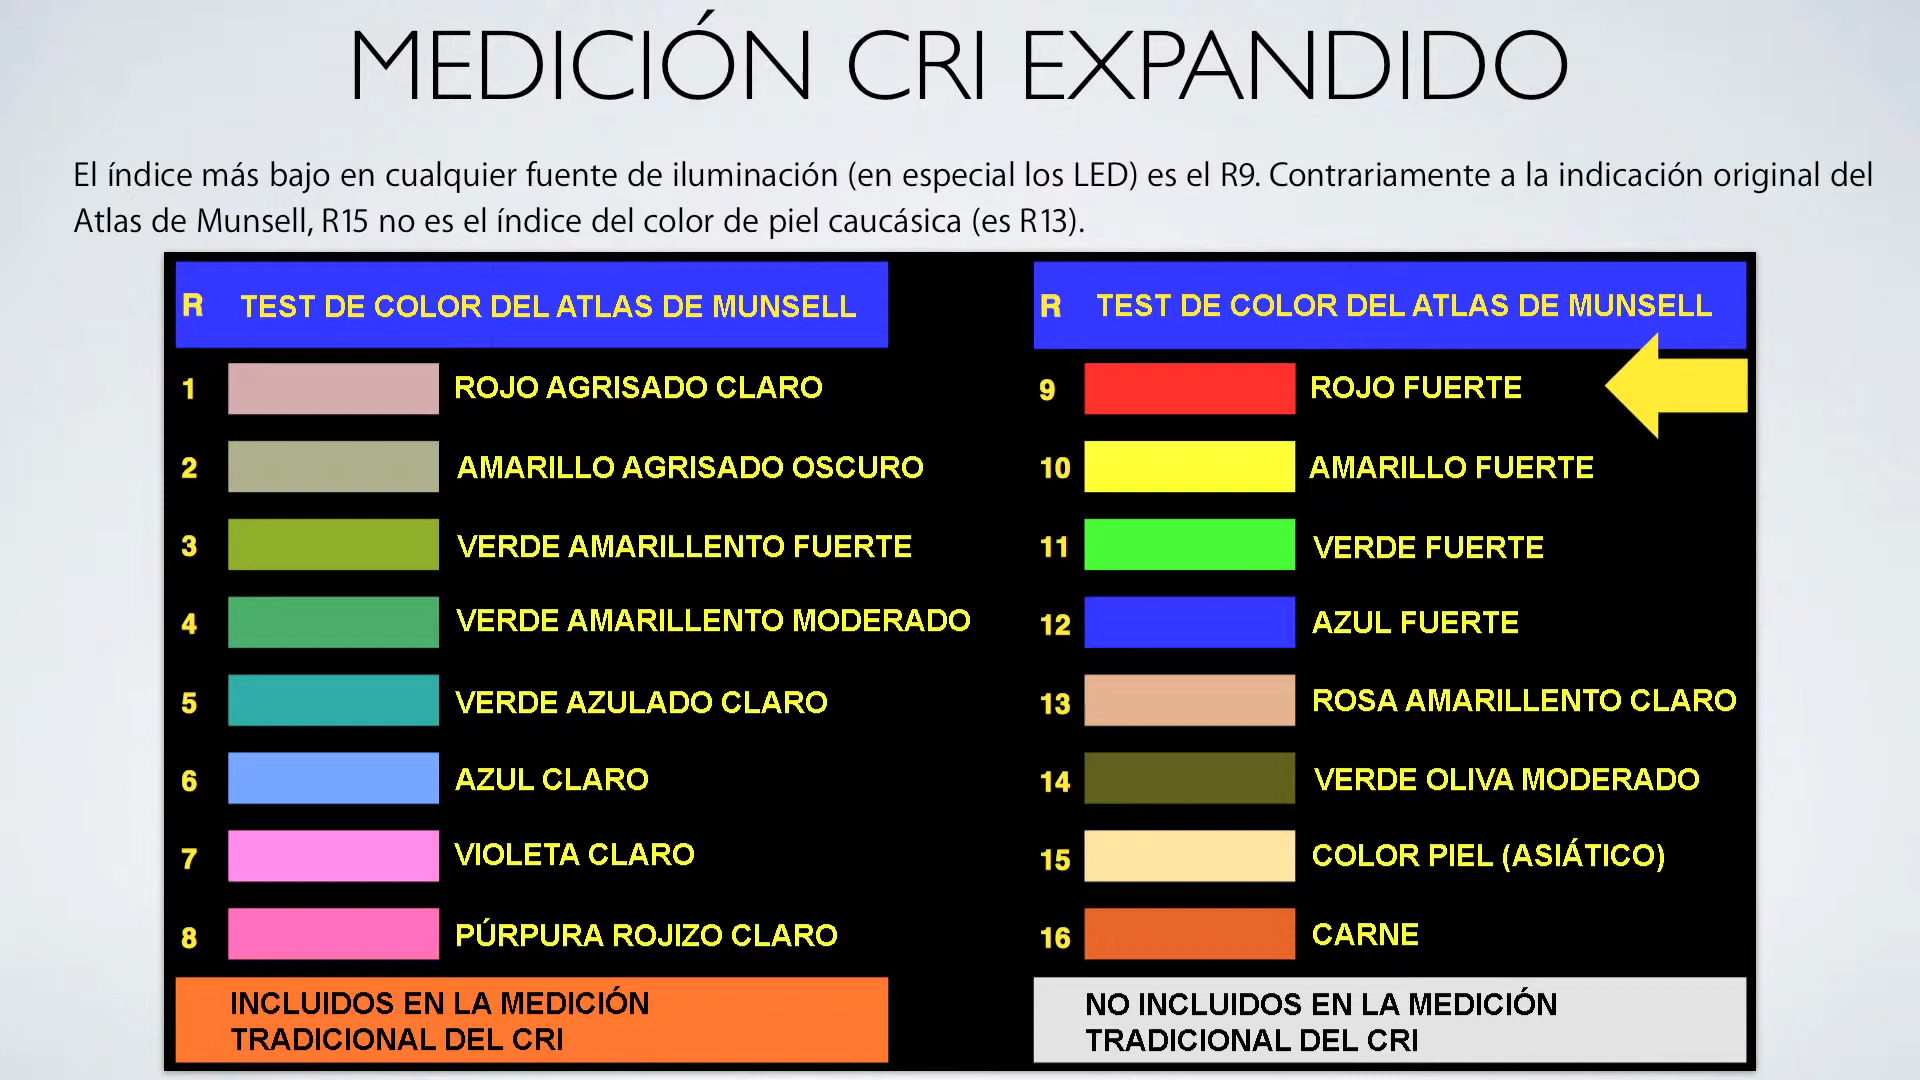 MEDICIÓN CRI EXPANDIDO
El índice más bajo en cualquier fuente de iluminación (en especial los LED) es el R9. Contrariamente a la indicación original del
Atlas de Munsell, R15 no es el índice del color de piel caucásica (es R13).
R TEST DE COLOR DEL ATLAS DE MUNSELL
1 ROJO AGRISADO CLARO
2 AMARILLO AGRISADO OSCURO
3 VERDE AMARILLENTO FUERTE
4 VERDE AMARILLENTO MODERADO
5 VERDE AZULADO CLARO
6 AZUL CLARO
7 VIOLETA CLARO
8 PÚRPURA ROJIZO CLARO
INCLUIDOS EN LA MEDICIÓN
TRADICIONAL DEL CRI
R TEST DE COLOR DEL ATLAS DE MUNSELL
9 ROJO FUERTE
10 AMARILLO FUERTE
11 VERDE FUERTE
12 AZUL FUERTE
13 ROSA AMARILLENTO CLARO
14 VERDE OLIVA MODERADO
15 COLOR PIEL (ASIÁTICO)
16 CARNE
NO INCLUIDOS EN LA MEDICIÓN
TRADICIONAL DEL CRI